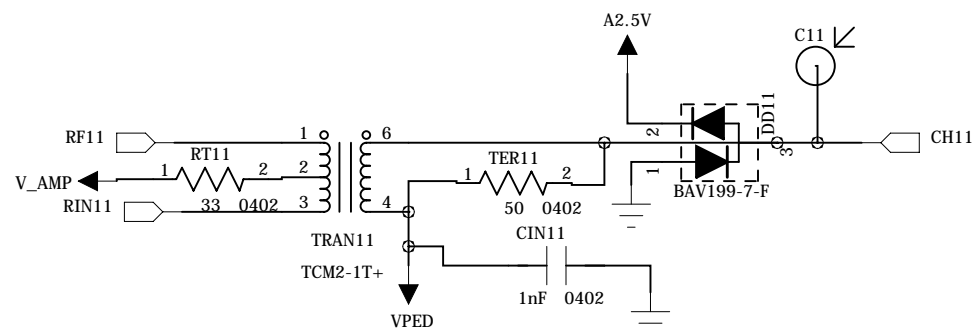 A2.5V
C11
DD11
RF11
1
6
2
3
CH11
RT11
TER11
V_AMP
1
2
2
1
2
1
BAV199-7-F
RIN11
33
0402
3
4
50
0402
TRAN11
CIN11
TCM2-1T+
1nF
0402
VPED